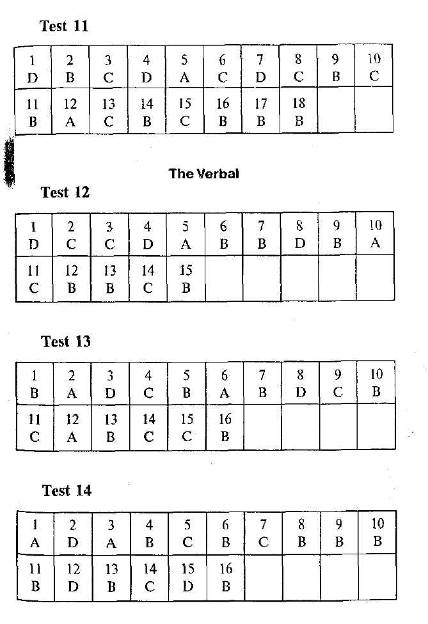 Test 11
1 2 3 4 5 6 7 8 9 10
D B C D A C D C B C
11 12 13 14 15 16 17 18
B A C B C B B B
The Verbal
Test 12
1 2 3 4 5 6 7 8 9 10
D C C D A B B D B A
11 12 13 14 15
C B B C B
Test 13
1 2 3 4 5 6 7 8 9 10
B A D C B A B D C B
11 12 13 14 15 16
C A B C C B
Test 14
1 2 3 4 5 6 7 8 9 10
A D A B C B C B B B
11 12 13 14 15 16
B D B C D B